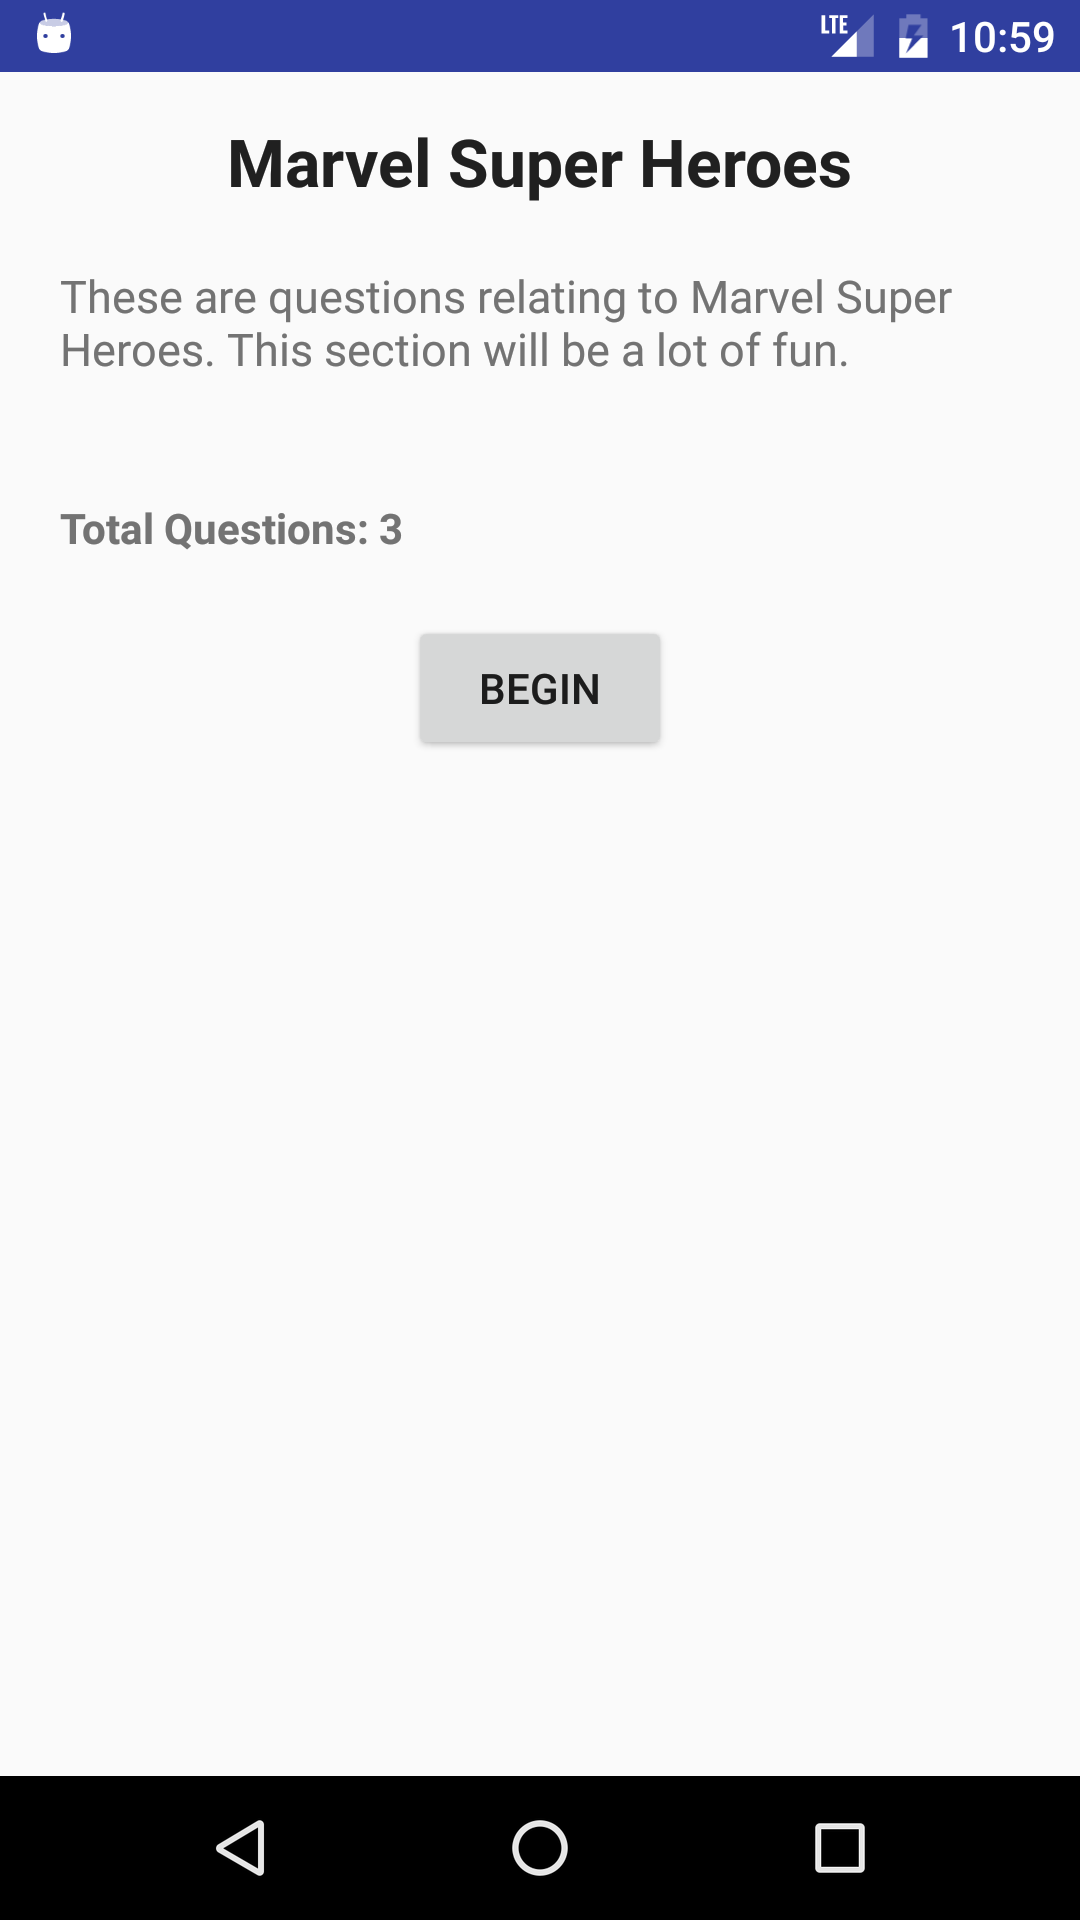 LTE 10:59
Marvel Super Heroes
These are questions relating to Marvel Super
Heroes. This section will be a lot of fun.
Total Questions: 3
BEGIN